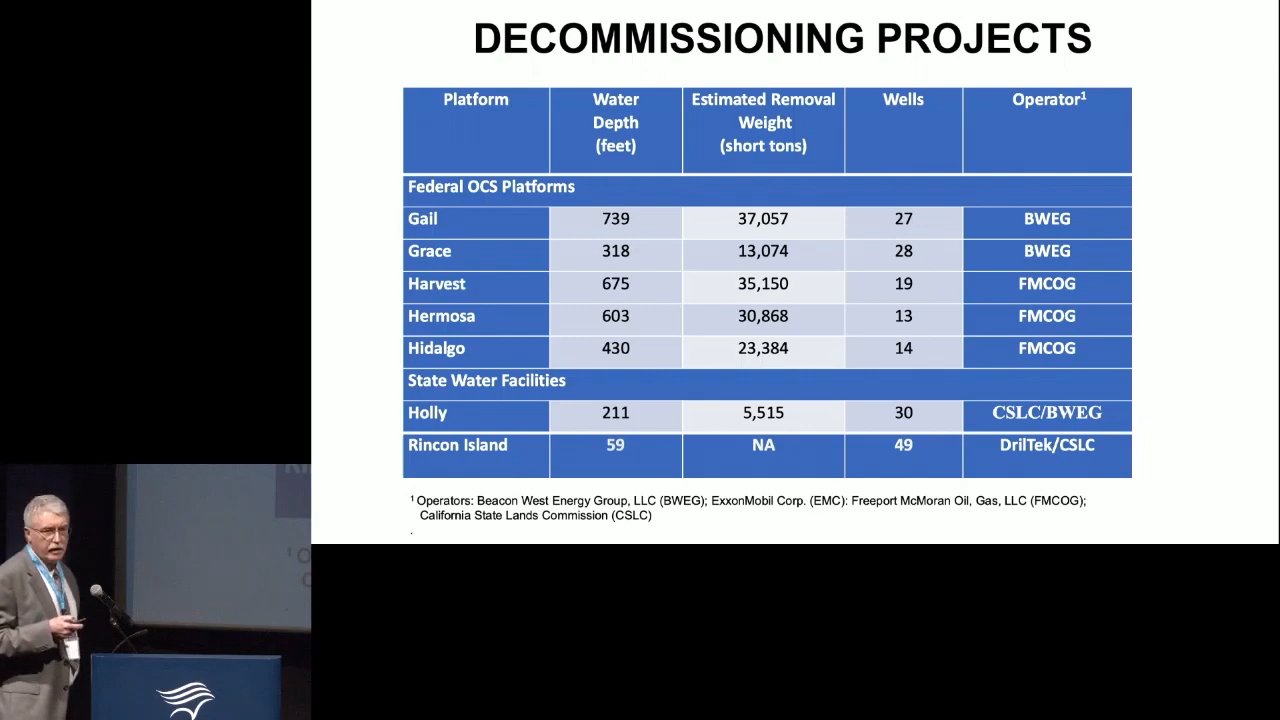 DECOMMISSIONING PROJECTS
Platform Water Depth (feet) Estimated Removal Weight (short tons) Wells Operator¹
Federal OCS Platforms
Gail 739 37,057 27 BWEG
Grace 318 13,074 28 BWEG
Harvest 675 35,150 19 FMCOG
Hermosa 603 30,868 13 FMCOG
Hidalgo 430 23,384 14 FMCOG
State Water Facilities
Holly 211 5,515 30 CSLC/BWEG
Rincon Island 59 NA 49 DrilTek/CSLC
¹ Operators: Beacon West Energy Group, LLC (BWEG); ExxonMobil Corp. (EMC): Freeport McMoran Oil, Gas, LLC (FMCOG);
California State Lands Commission (CSLC)
.